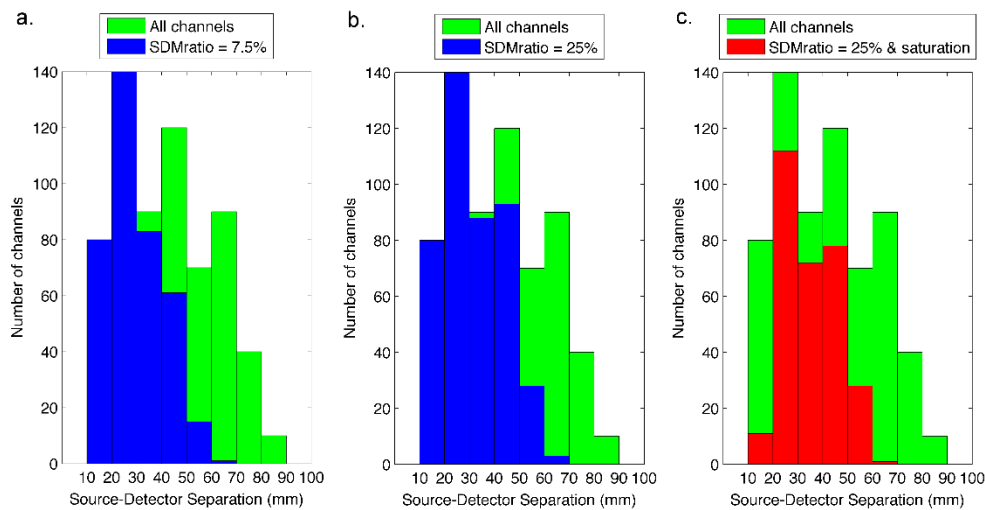 a.
All channels
SDMratio = 7.5%
140
120
100
80
60
40
20
0
Number of channels
10 20 30 40 50 60 70 80 90 100
Source-Detector Separation (mm)
b.
All channels
SDMratio = 25%
140
120
100
80
60
40
20
0
Number of channels
10 20 30 40 50 60 70 80 90 100
Source-Detector Separation (mm)
c.
All channels
SDMratio = 25% & saturation
140
120
100
80
60
40
20
0
Number of channels
10 20 30 40 50 60 70 80 90 100
Source-Detector Separation (mm)